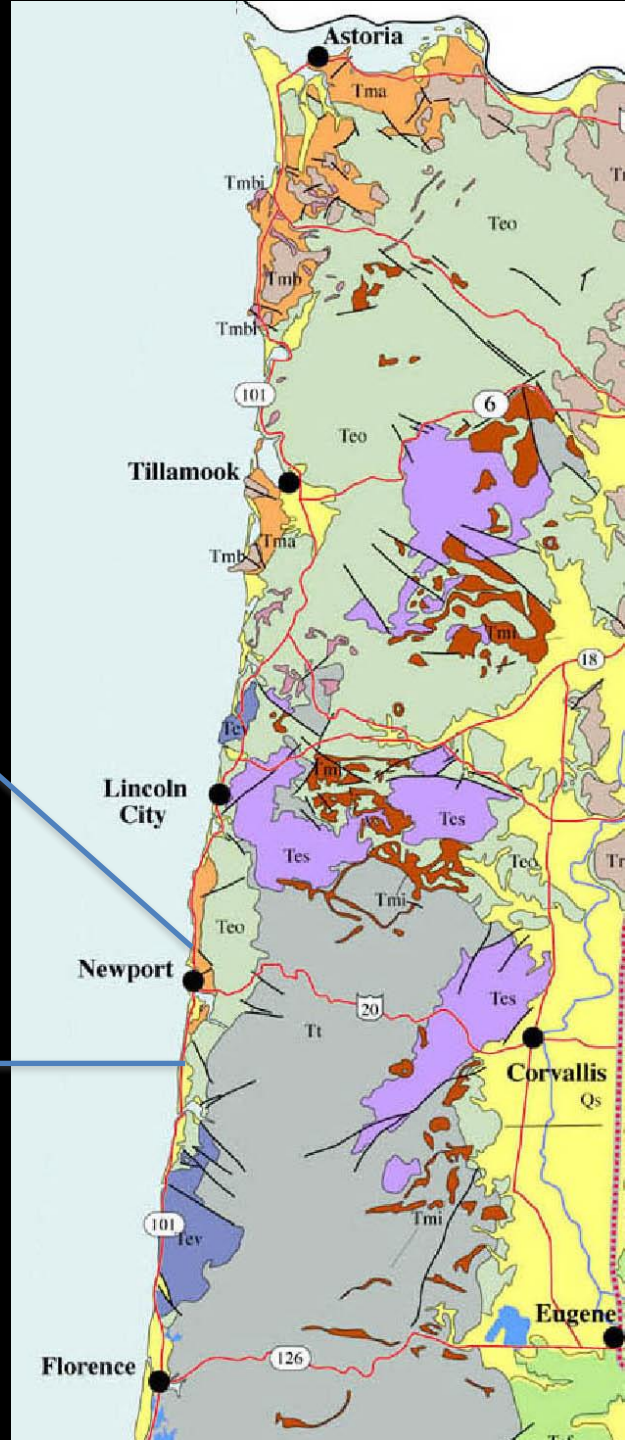 Astoria
Tma
Tmbi
Teo
Tmb
Tmbi
101
6
Teo
Tillamook
Tma
Tmb
Tmi
18
Tev
Tmi
Lincoln
City
Tes
Tes
Teo
Tmi
Teo
Newport
Tes
20
Tt
Corvallis
Qs
Tmi
101
Tev
Eugene
Florence
126